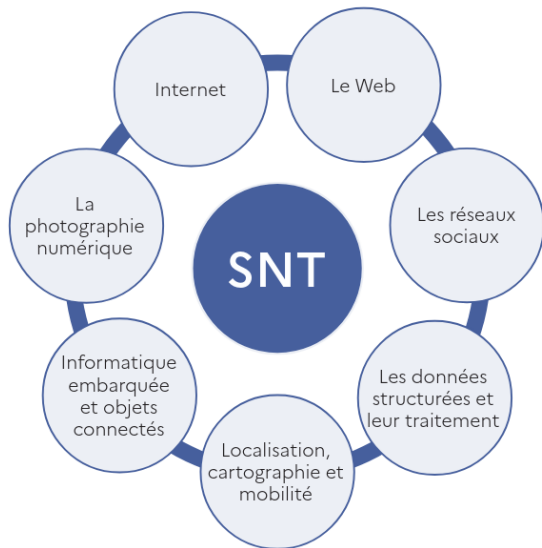 Internet
Le Web
La
photographie
numérique
Les réseaux
sociaux
SNT
Informatique
embarquée
et objets
connectés
Les données
structurées et
leur traitement
Localisation,
cartographie et
mobilité